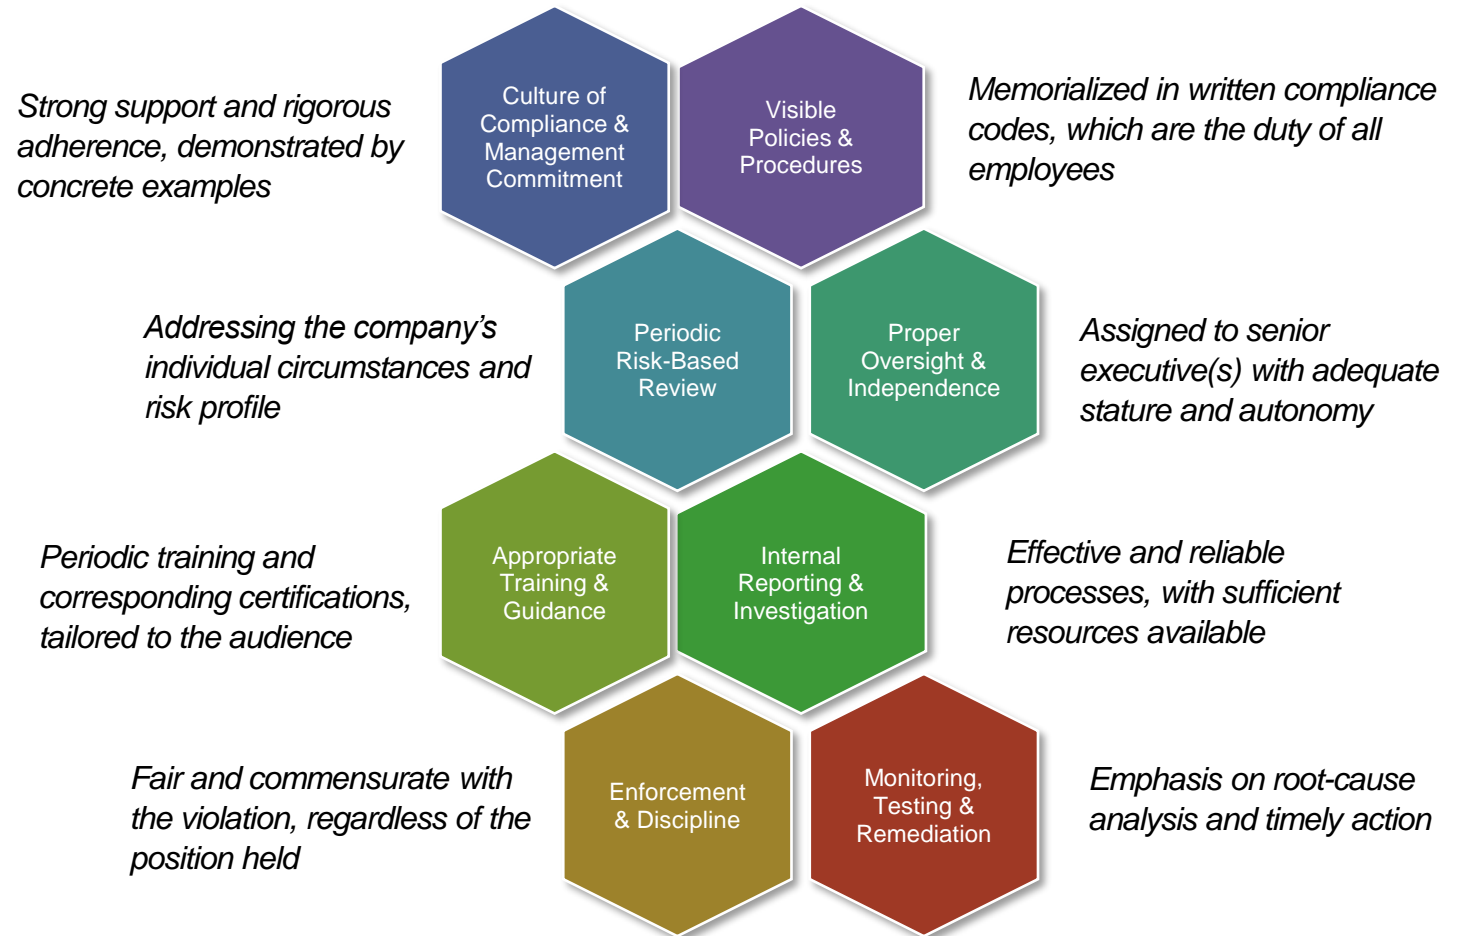 Strong support and rigorous
adherence, demonstrated by
concrete examples
Culture of
Compliance &
Management
Commitment
Visible
Policies &
Procedures
Memorialized in written compliance
codes, which are the duty of all
employees
Addressing the company’s
individual circumstances and
risk profile
Periodic
Risk-Based
Review
Proper
Oversight &
Independence
Assigned to senior
executive(s) with adequate
stature and autonomy
Periodic training and
corresponding certifications,
tailored to the audience
Appropriate
Training &
Guidance
Internal
Reporting &
Investigation
Effective and reliable
processes, with sufficient
resources available
Fair and commensurate with
the violation, regardless of the
position held
Enforcement
& Discipline
Monitoring,
Testing &
Remediation
Emphasis on root-cause
analysis and timely action